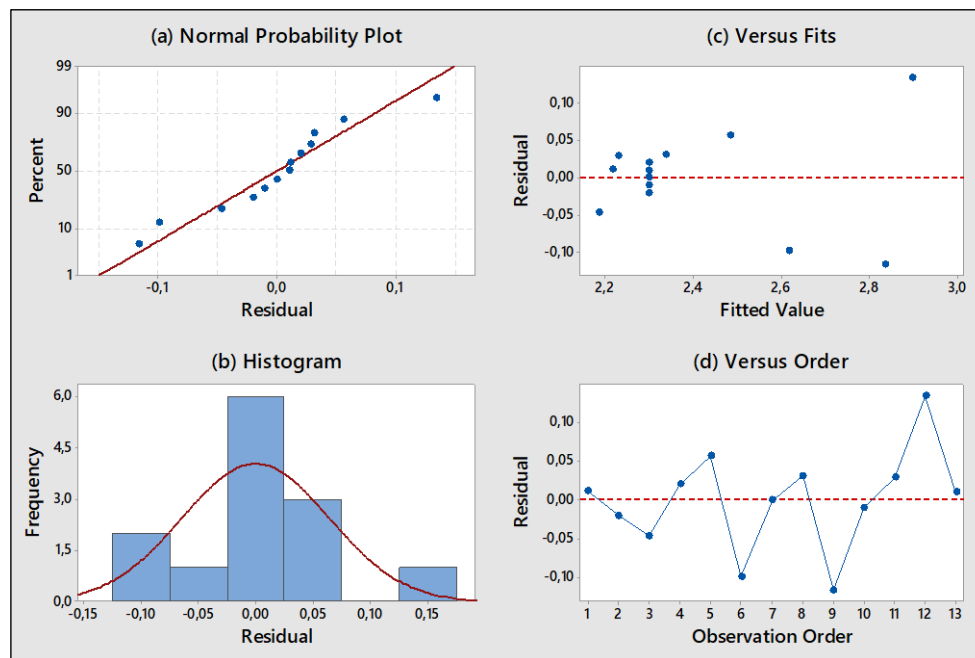 (a) Normal Probability Plot
99
90
50
10
1
Percent
-0,1 0,0 0,1
Residual
(c) Versus Fits
0,10
0,05
0,00
-0,05
-0,10
Residual
2,2 2,4 2,6 2,8 3,0
Fitted Value
(b) Histogram
6,0
4,5
3,0
1,5
0,0
Frequency
-0,15 -0,10 -0,05 0,00 0,05 0,10 0,15
Residual
(d) Versus Order
0,10
0,05
0,00
-0,05
-0,10
Residual
1 2 3 4 5 6 7 8 9 10 11 12 13
Observation Order